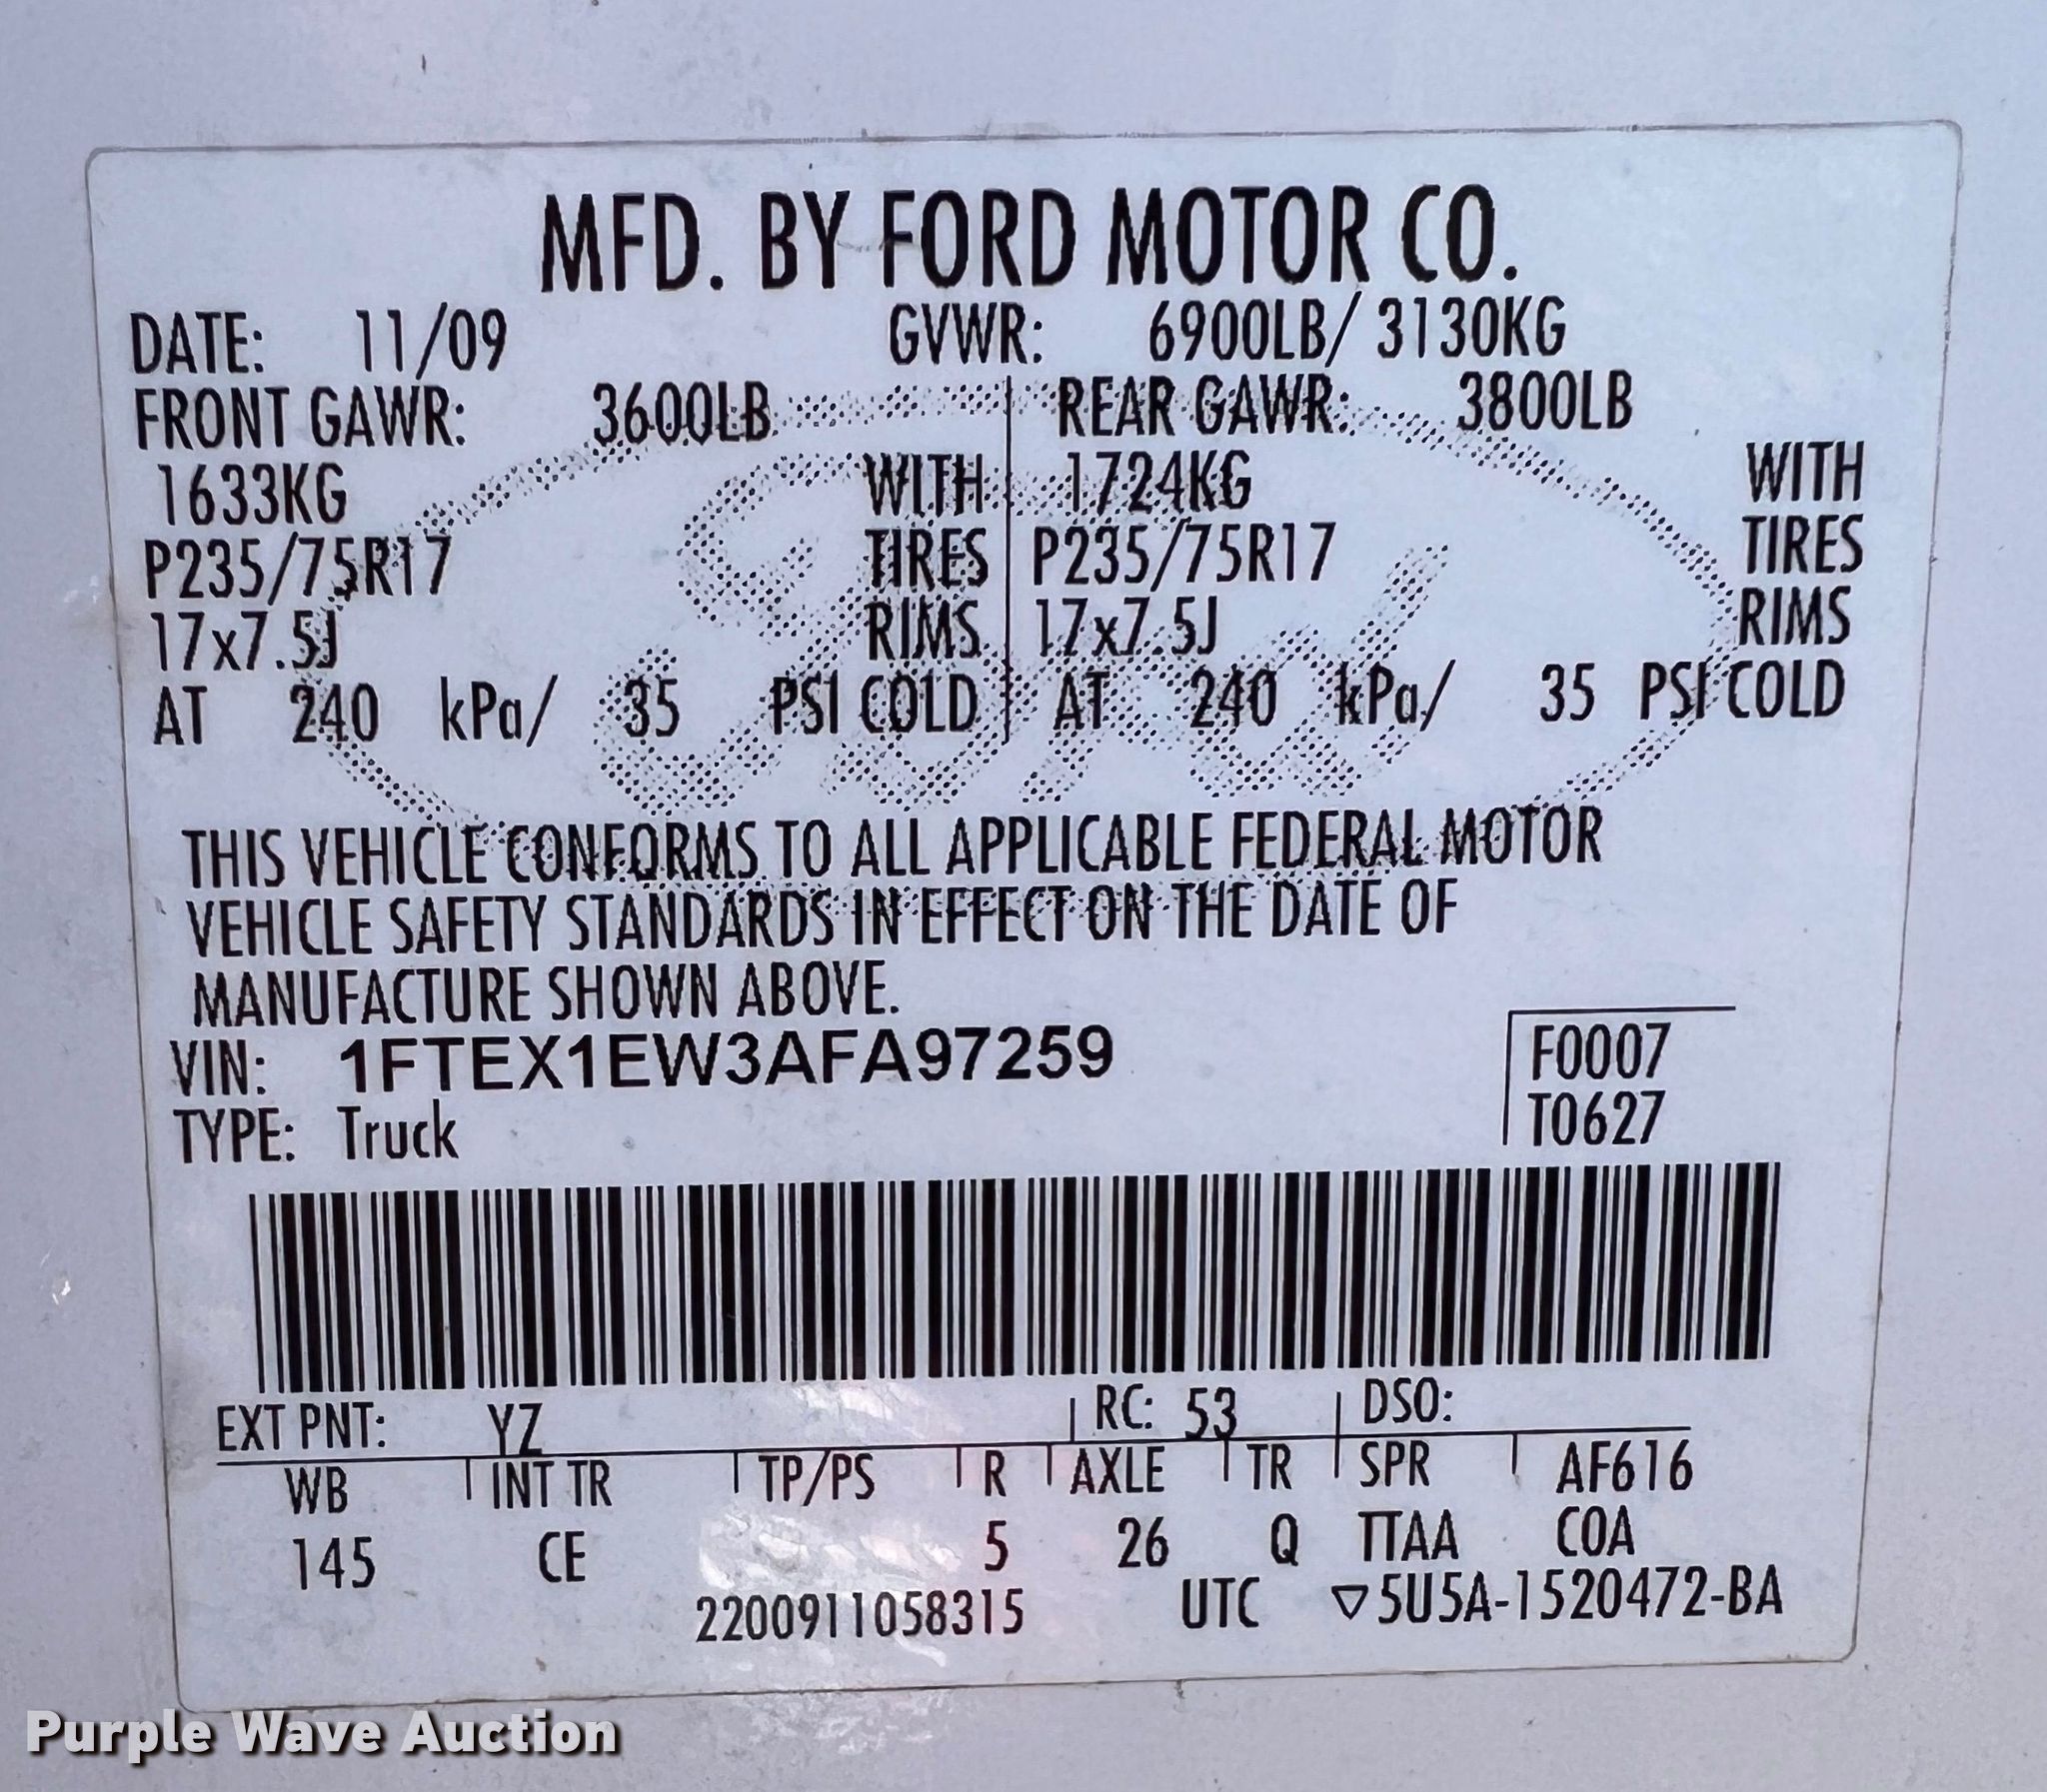 MFD. BY FORD MOTOR CO.
DATE: 11/09 GVWR: 6900LB/ 3130KG
FRONT GAWR: 3600LB REAR GAWR: 3800LB
1633KG WITH 1724KG WITH
P235/75R17 TIRES P235/75R17 TIRES
17x7.5J RIMS 17x7.5J RIMS
AT 240 kPa/ 35 PSI COLD AT 240 kPa/ 35 PSI COLD
Ford
THIS VEHICLE CONFORMS TO ALL APPLICABLE FEDERAL MOTOR
VEHICLE SAFETY STANDARDS IN EFFECT ON THE DATE OF
MANUFACTURE SHOWN ABOVE.
VIN: 1FTEX1EW3AFA97259 F0007
TYPE: Truck T0627
EXT PNT: YZ RC: 53 DSO:
WB INT TR TP/PS R AXLE TR SPR AF616
145 CE 5 26 Q TTAA COA
2200911058315 UTC ▽5U5A-1520472-BA
Purple Wave Auction